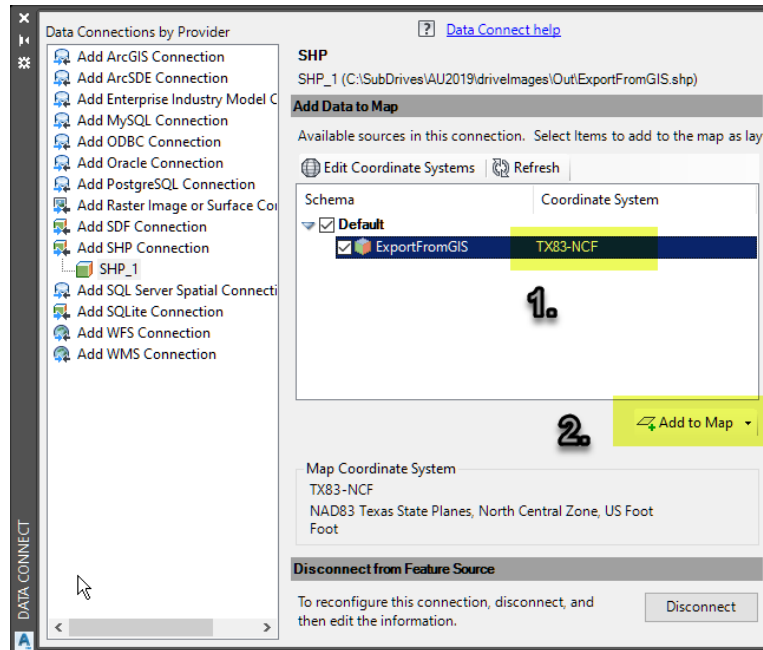 Data Connections by Provider
Add ArcGIS Connection
Add ArcSDE Connection
Add Enterprise Industry Model C
Add MySQL Connection
Add ODBC Connection
Add Oracle Connection
Add PostgreSQL Connection
Add Raster Image or Surface Co
Add SDF Connection
Add SHP Connection
SHP_1
Add SQL Server Spatial Connecti
Add SQLite Connection
Add WFS Connection
Add WMS Connection
DATA CONNECT
? Data Connect help
SHP
SHP_1 (C:\SubDrives\AU2019\driveImages\Out\ExportFromGIS.shp)
Add Data to Map
Available sources in this connection. Select Items to add to the map as lay
Edit Coordinate Systems Refresh
Schema Coordinate System
Default
ExportFromGIS TX83-NCF
1.
2. Add to Map
Map Coordinate System
TX83-NCF
NAD83 Texas State Planes, North Central Zone, US Foot
Foot
Disconnect from Feature Source
To reconfigure this connection, disconnect, and
then edit the information.
Disconnect